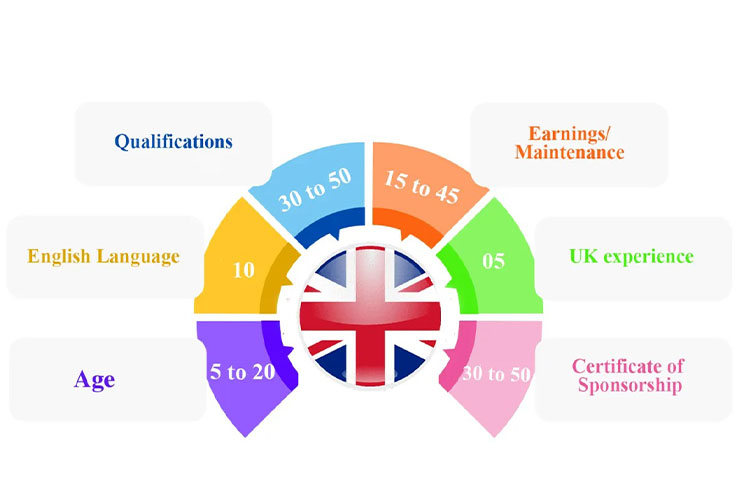 Qualifications
30 to 50
15 to 45
Earnings/
Maintenance
English Language
10
05
UK experience
Age
5 to 20
30 to 50
Certificate of
Sponsorship